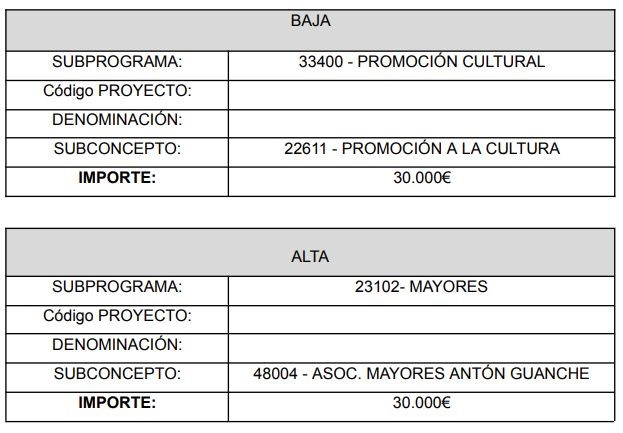 BAJA
SUBPROGRAMA: 33400 - PROMOCIÓN CULTURAL
Código PROYECTO:
DENOMINACIÓN:
SUBCONCEPTO: 22611 - PROMOCIÓN A LA CULTURA
IMPORTE: 30.000€
ALTA
SUBPROGRAMA: 23102- MAYORES
Código PROYECTO:
DENOMINACIÓN:
SUBCONCEPTO: 48004 - ASOC. MAYORES ANTÓN GUANCHE
IMPORTE: 30.000€